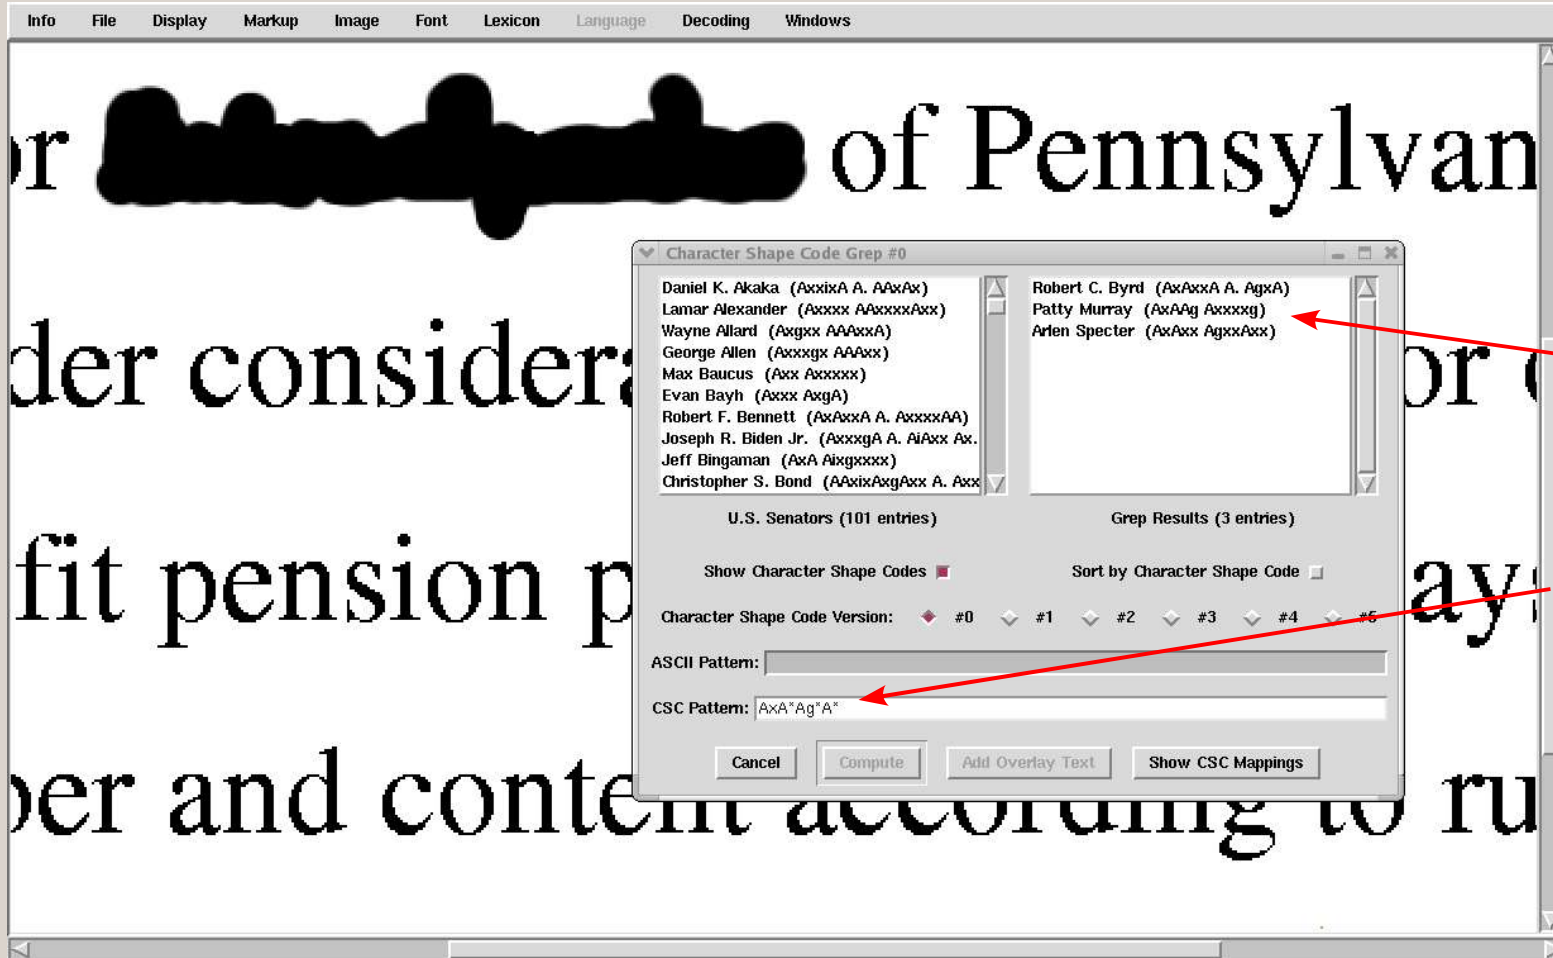 Info File Display Markup Image Font Lexicon Language Decoding Windows
or of Pennsylvan
Character Shape Code Grep #0
Daniel K. Akaka (AxxixA A. AAxAx)
Lamar Alexander (Axxxx AAxxxxAxx)
Wayne Allard (Axgxx AAAxxA)
George Allen (Axxxgx AAAxx)
Max Baucus (Axx Axxxxx)
Evan Bayh (Axxx AxgA)
Robert F. Bennett (AxAxxA A. AxxxxAA)
Joseph R. Biden Jr. (AxxxgA A. AiAxx Ax.
Jeff Bingaman (AxA Aixgxxxx)
Christopher S. Bond (AAxixAxgAxx A. Axx
Robert C. Byrd (AxAxxA A. AgxA)
Patty Murray (AxAAg Axxxxg)
Arlen Specter (AxAxx AgxxAxx)
der considera or
U.S. Senators (101 entries) Grep Results (3 entries)
Show Character Shape Codes Sort by Character Shape Code
fit pension p ays
Character Shape Code Version: #0 #1 #2 #3 #4 #5
ASCII Pattern:
CSC Pattern: AxA*Ag*A*
Cancel Compute Add Overlay Text Show CSC Mappings
per and content according to ru